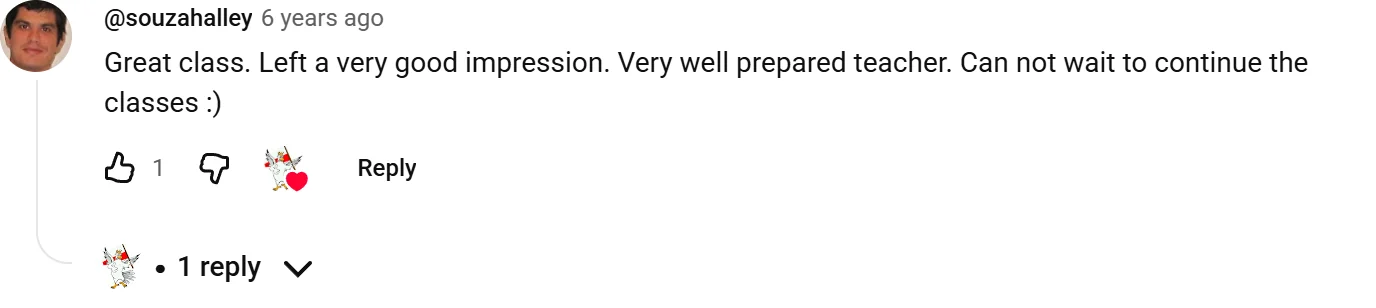 @souzahalley 6 years ago
Great class. Left a very good impression. Very well prepared teacher. Can not wait to continue the
classes :)
1 Reply
• 1 reply